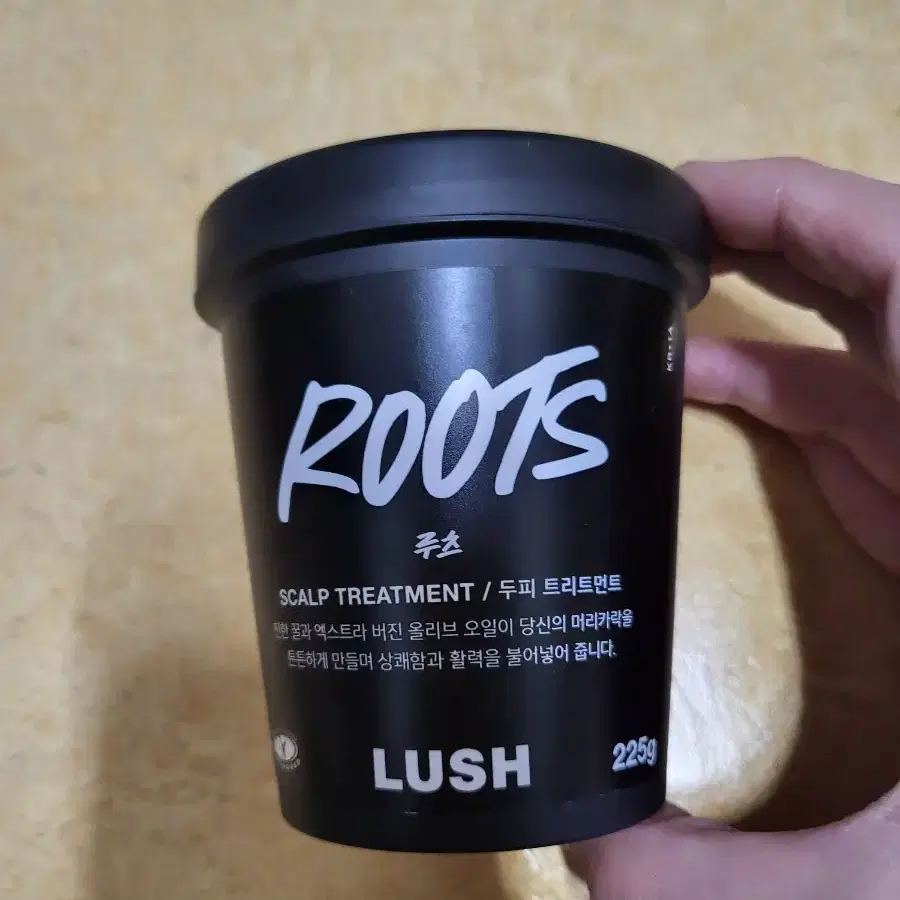 ROOTS
루츠
SCALP TREATMENT / 두피 트리트먼트
진한 꿀과 엑스트라 버진 올리브 오일이 당신의 머리카락을
튼튼하게 만들며 상쾌함과 활력을 불어넣어 줍니다.
LUSH
225g